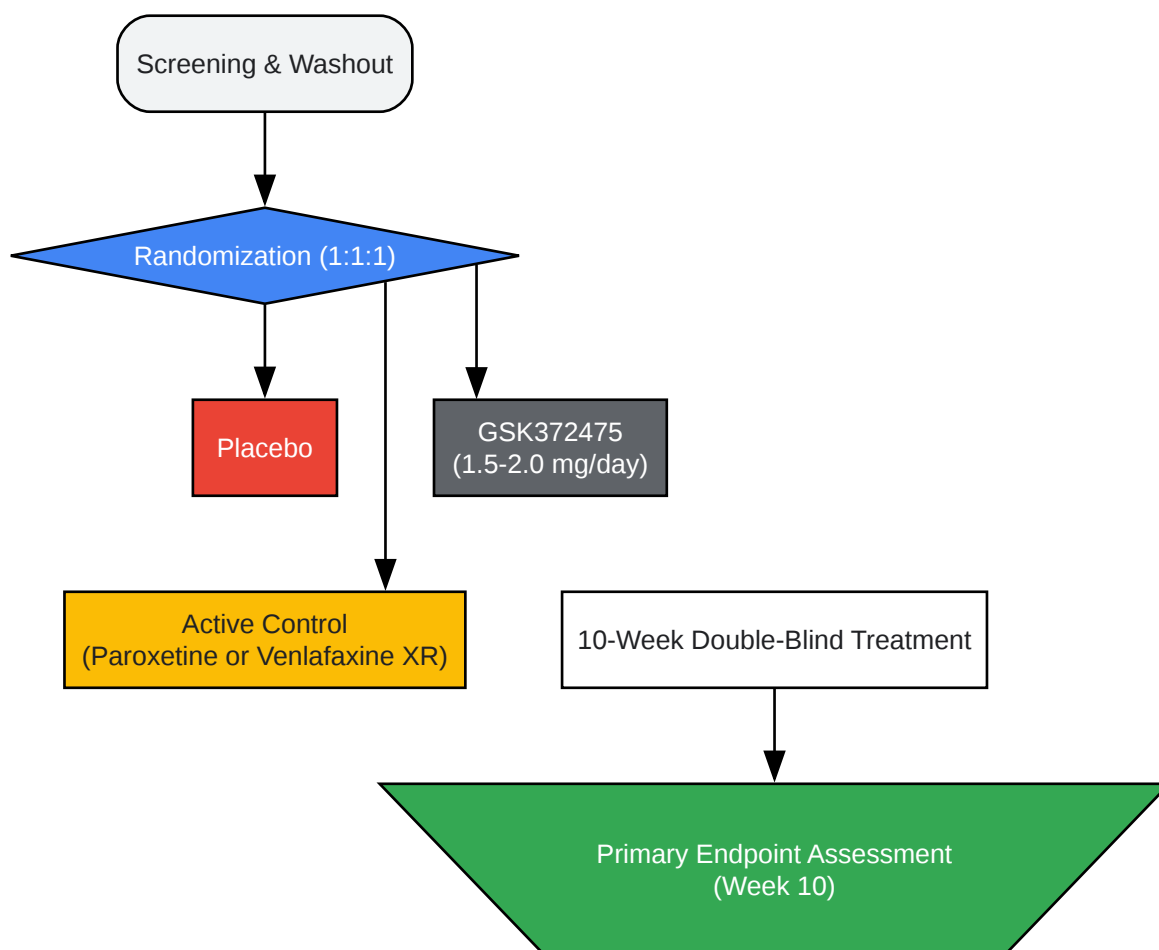 Screening & Washout
Randomization (1:1:1)
Placebo
GSK372475
(1.5-2.0 mg/day)
Active Control
(Paroxetine or Venlafaxine XR)
10-Week Double-Blind Treatment
Primary Endpoint Assessment
(Week 10)